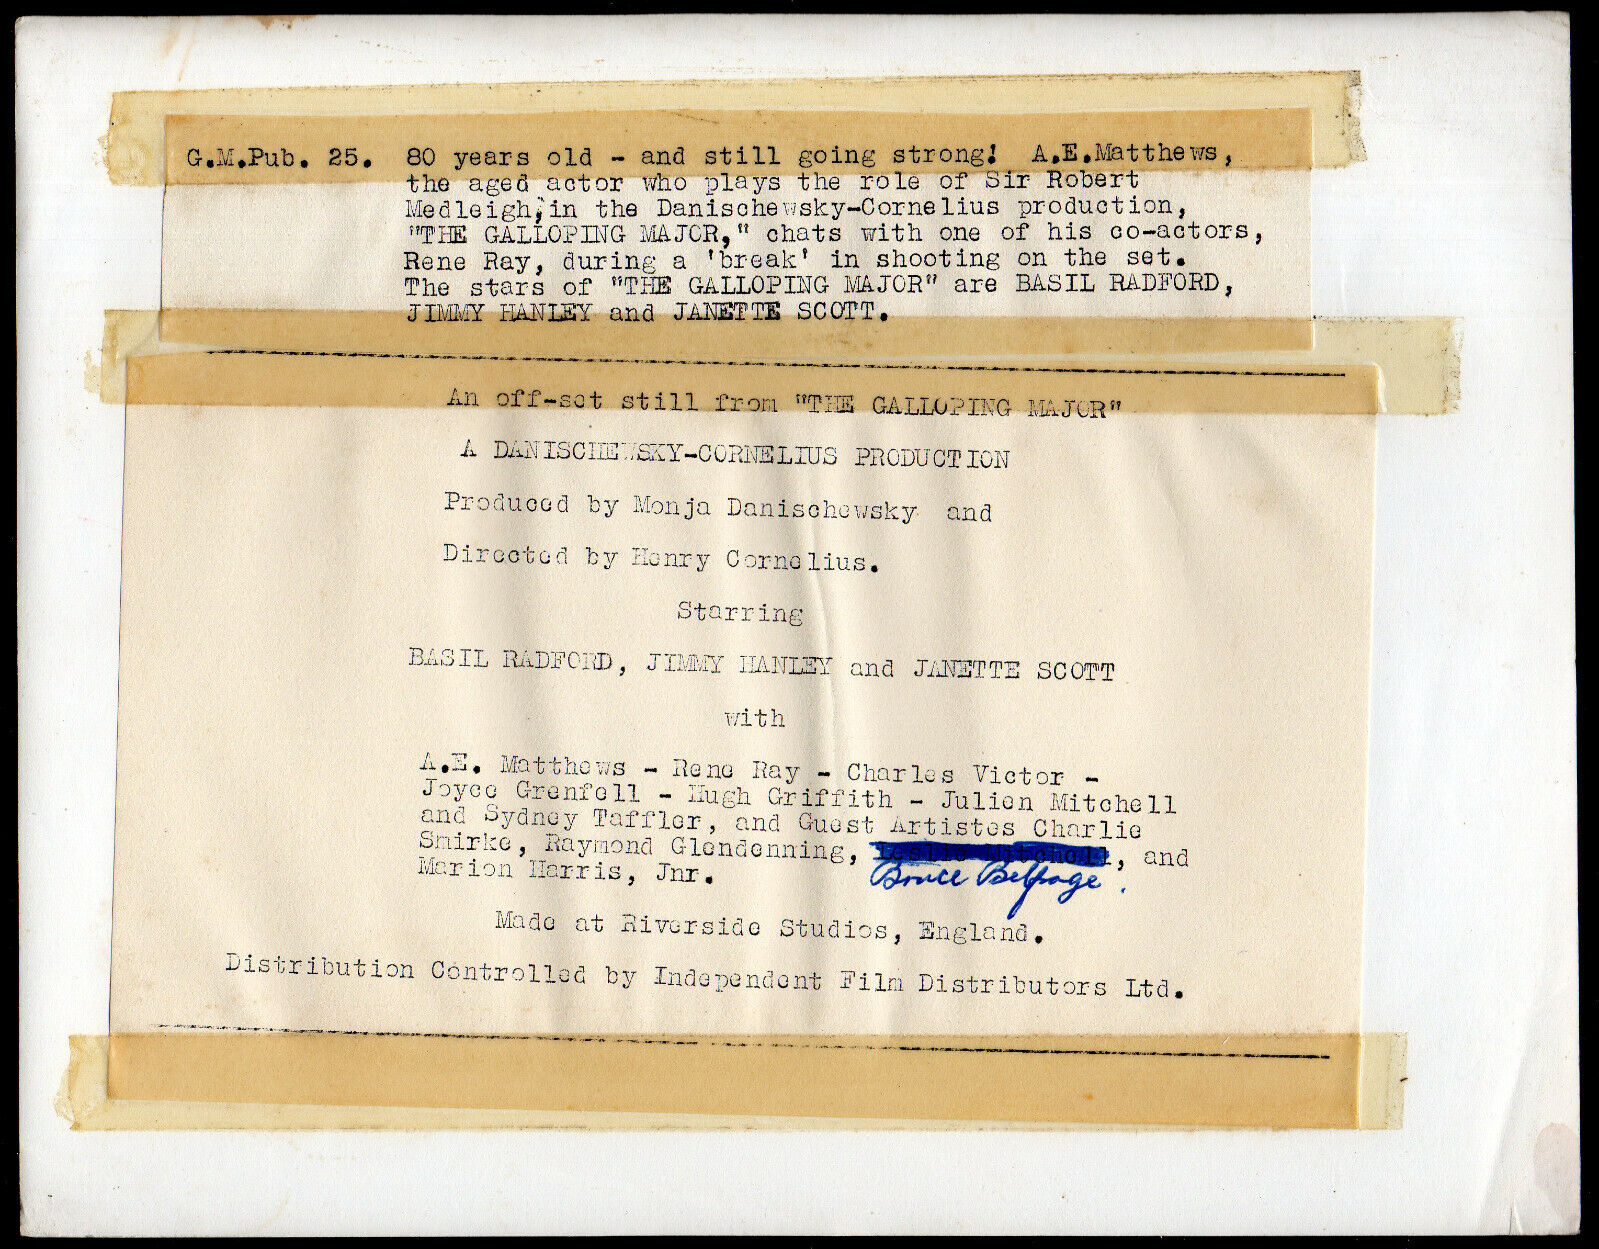 G.M.Pub. 25. 80 years old - and still going strong! A.E.Matthews,
the aged actor who plays the role of Sir Robert
Medleigh, in the Danischewsky-Cornelius production,
"THE GALLOPING MAJOR," chats with one of his co-actors,
Rene Ray, during a 'break' in shooting on the set.
The stars of "THE GALLOPING MAJOR" are BASIL RADFORD,
JIMMY HANLEY and JANETTE SCOTT.
An off-set still from "THE GALLOPING MAJOR"
A DANISCHEWSKY-CORNELIUS PRODUCTION
Produced by Monja Danischewsky and
Directed by Henry Cornelius.
Starring
BASIL RADFORD, JIMMY HANLEY and JANETTE SCOTT
with
A.E. Matthews - Rene Ray - Charles Victor -
Joyce Grenfell - Hugh Griffith - Julien Mitchell
and Sydney Taffler, and Guest Artistes Charlie
Smirke, Raymond Glendenning, Leslie Mitchell, and
Marion Harris, Jnr. Bruce Belfrage.
Made at Riverside Studios, England.
Distribution Controlled by Independent Film Distributors Ltd.